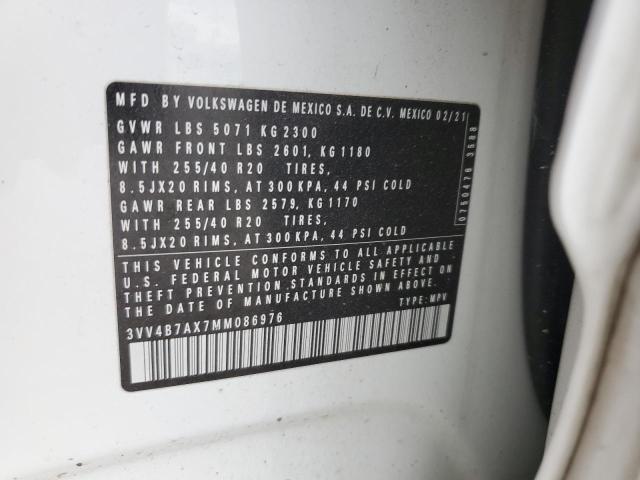 MFD BY VOLKSWAGEN DE MEXICO S.A. DE C.V. MEXICO 02/21
GVWR LBS 5071 KG 2300
GAWR FRONT LBS 2601, KG 1180
WITH 255/40 R20 TIRES,
8.5JX20 RIMS, AT 300 KPA, 44 PSI COLD
GAWR REAR LBS 2579, KG 1170
WITH 255/40 R20 TIRES,
8.5JX20 RIMS, AT 300 KPA, 44 PSI COLD
THIS VEHICLE CONFORMS TO ALL APPLICABLE
U.S. FEDERAL MOTOR VEHICLE SAFETY AND
THEFT PREVENTION STANDARDS IN EFFECT ON
THE DATE OF MANUFACTURE SHOWN ABOVE.
3VV4B7AX7MM086976 TYPE: MPV
0750476 3588